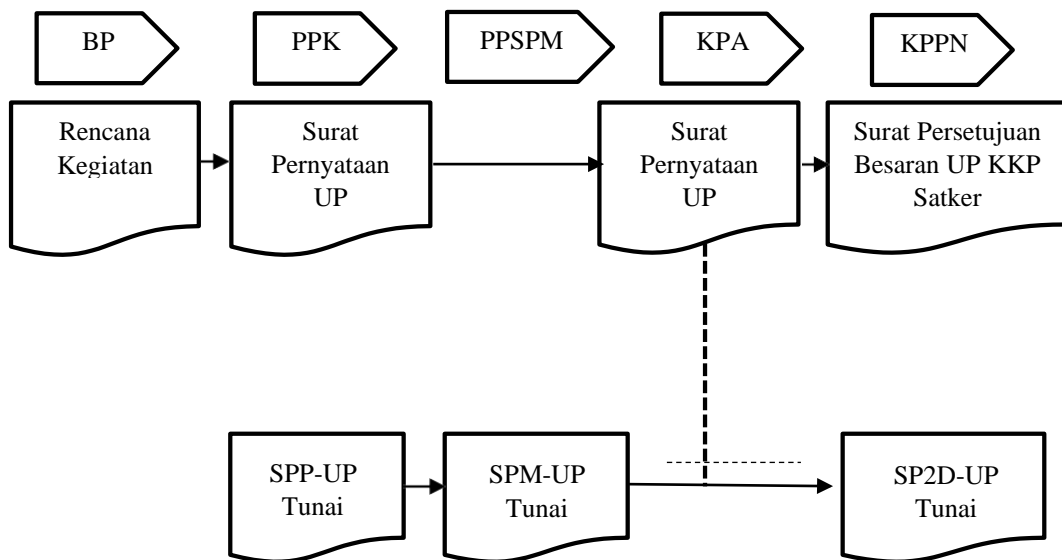 BP
PPK
PPSPM
KPA
KPPN
Rencana
Kegiatan
Surat
Pernyataan
UP
Surat
Pernyataan
UP
Surat Persetujuan
Besaran UP KKP
Satker
SPP-UP
Tunai
SPM-UP
Tunai
SP2D-UP
Tunai